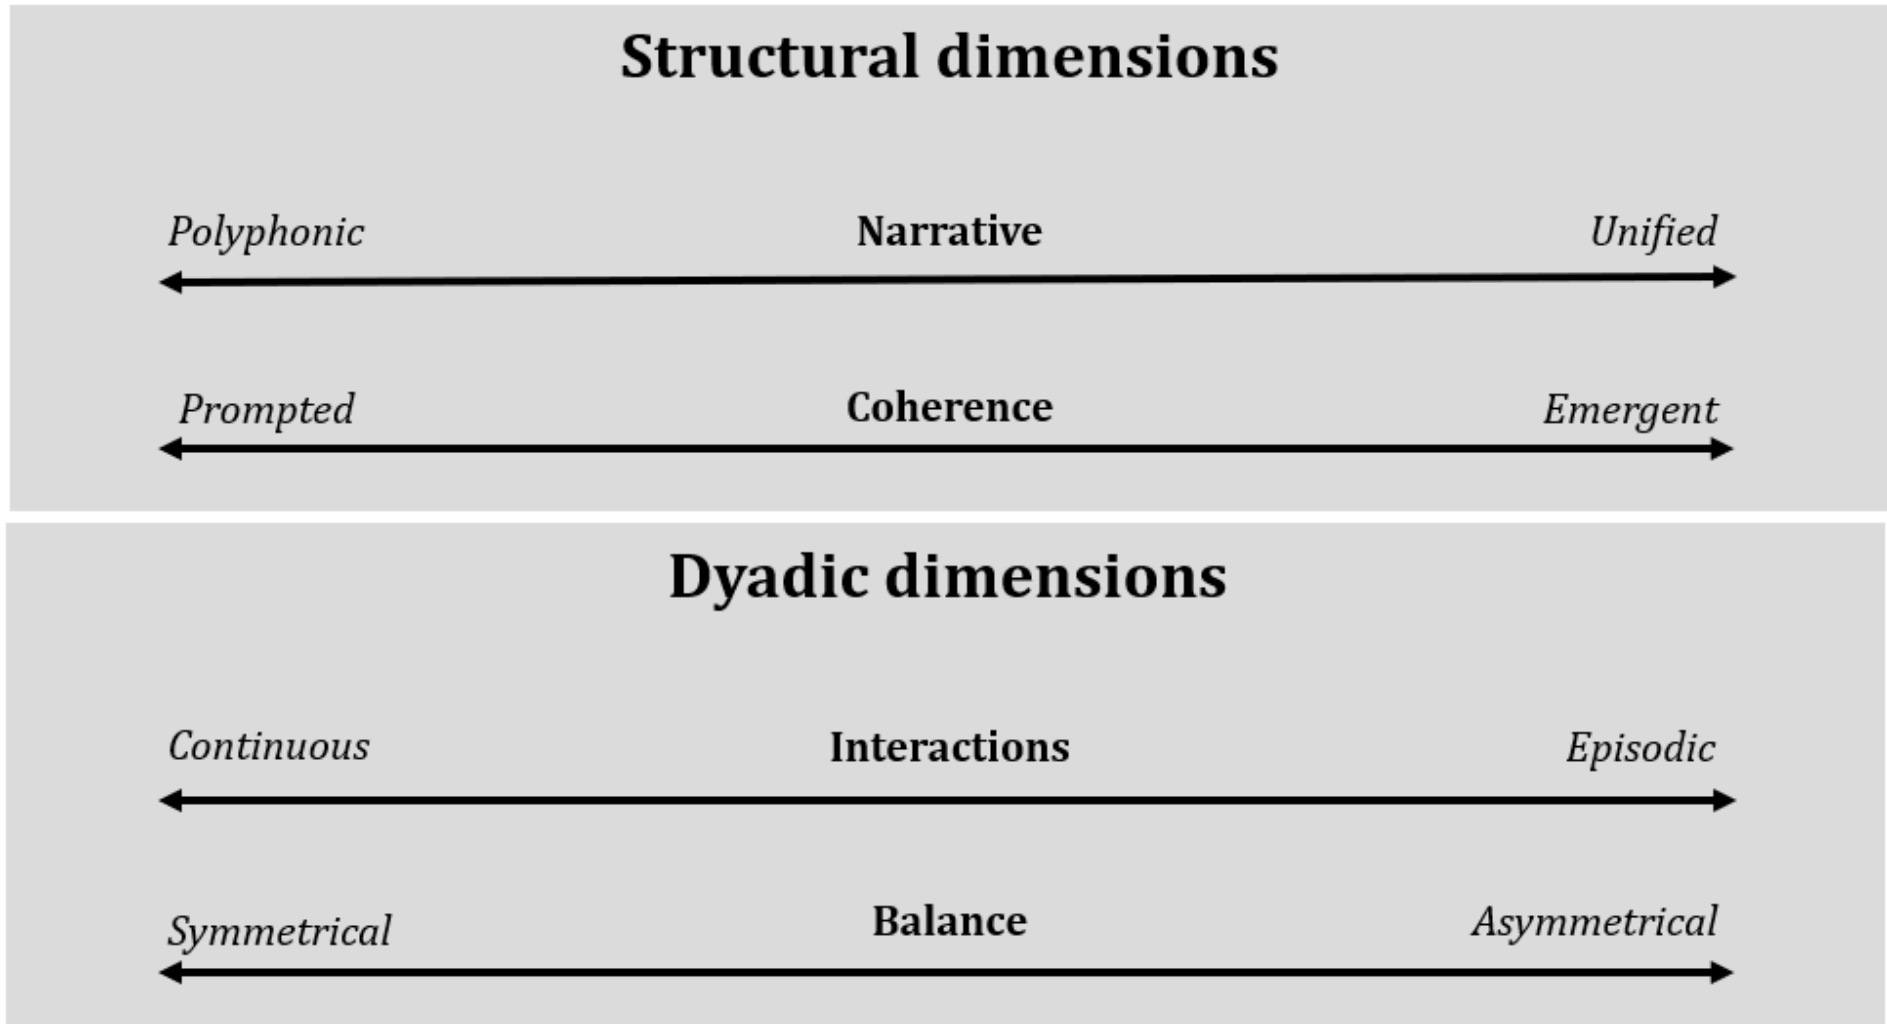 Structural dimensions
Polyphonic Narrative Unified
Prompted Coherence Emergent
Dyadic dimensions
Continuous Interactions Episodic
Symmetrical Balance Asymmetrical